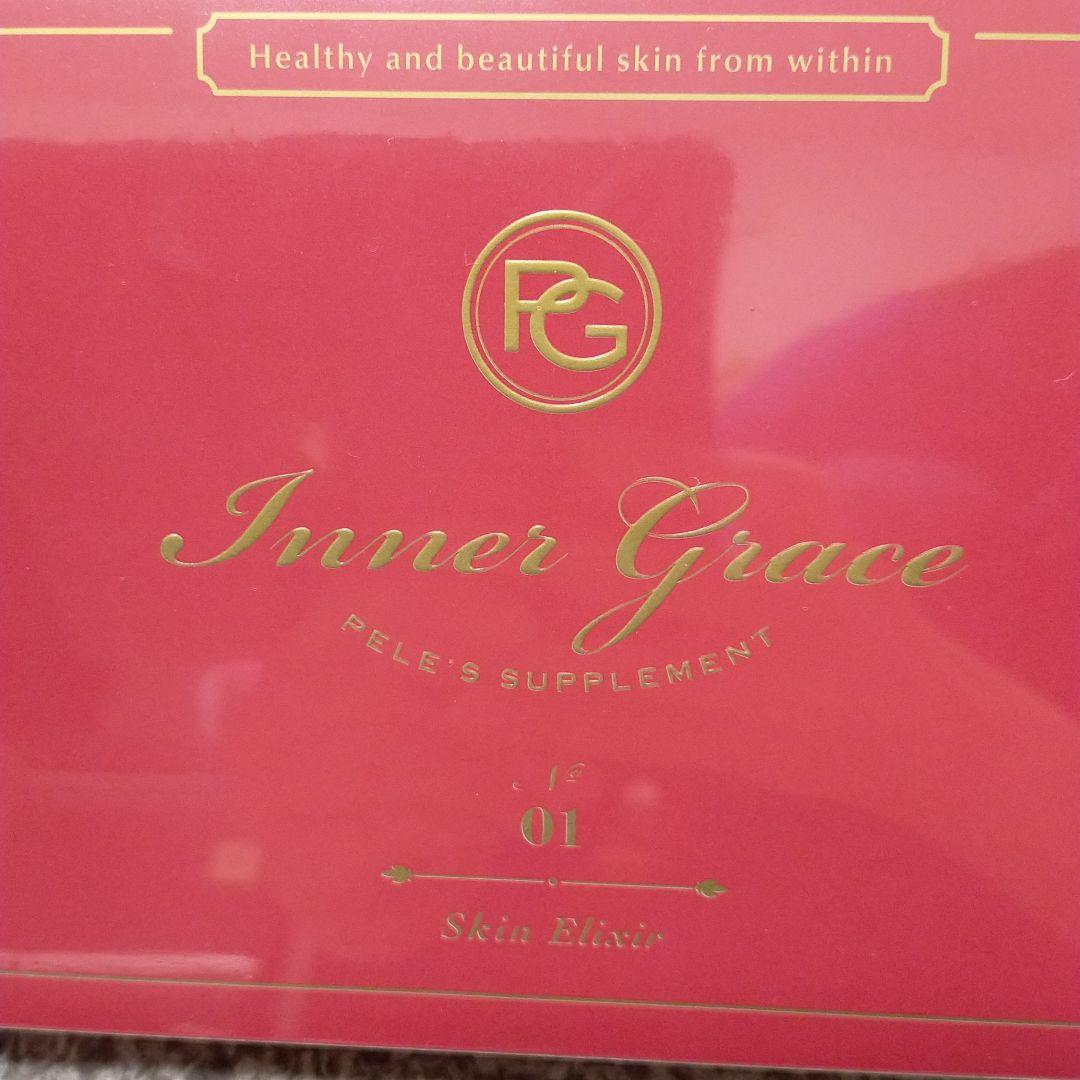 Healthy and beautiful skin from within
PG
Inner Grace
PELE'S SUPPLEMENT
Nº
01
Skin Elixir